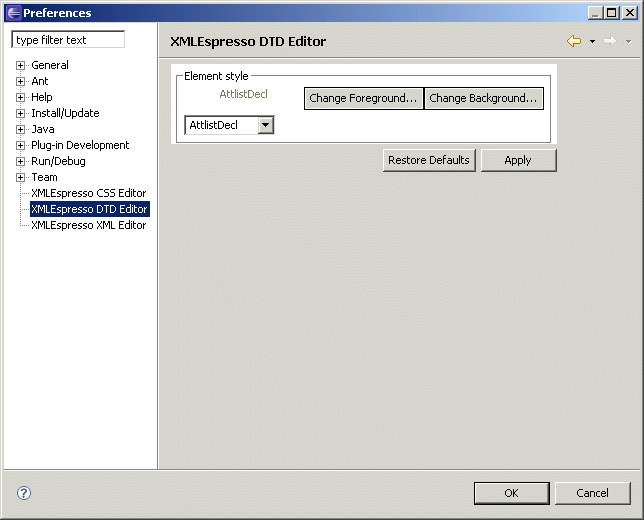 Preferences
type filter text
XMLEspresso DTD Editor
General
Ant
Help
Install/Update
Java
Plug-in Development
Run/Debug
Team
XMLEspresso CSS Editor
XMLEspresso DTD Editor
XMLEspresso XML Editor
Element style
AttlistDecl
Change Foreground...
Change Background...
AttlistDecl
Restore Defaults
Apply
?
OK
Cancel